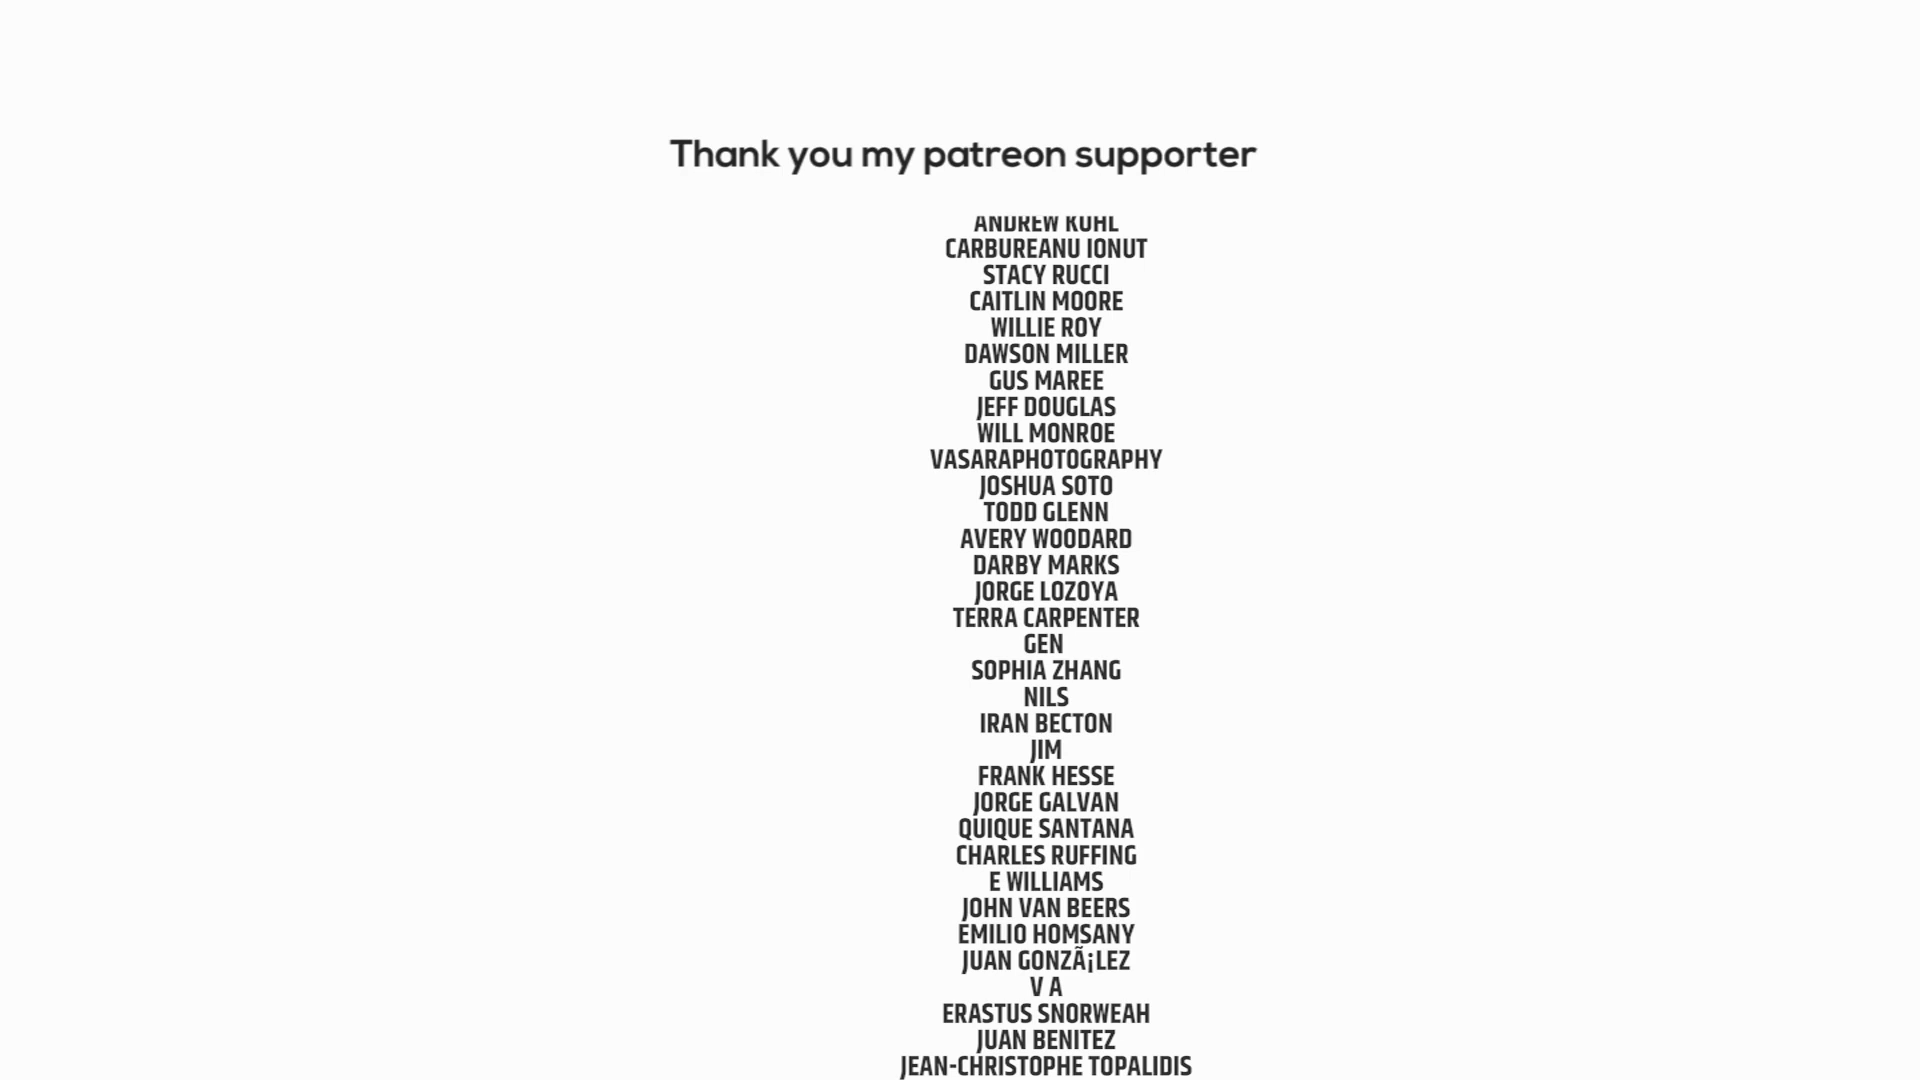 Thank you my patreon supporter
ANDREW KUHL
CARBUREANU IONUT
STACY RUCCI
CAITLIN MOORE
WILLIE ROY
DAWSON MILLER
GUS MAREE
JEFF DOUGLAS
WILL MONROE
VASARAPHOTOGRAPHY
JOSHUA SOTO
TODD GLENN
AVERY WOODARD
DARBY MARKS
JORGE LOZOYA
TERRA CARPENTER
GEN
SOPHIA ZHANG
NILS
IRAN BECTON
JIM
FRANK HESSE
JORGE GALVAN
QUIQUE SANTANA
CHARLES RUFFING
E WILLIAMS
JOHN VAN BEERS
EMILIO HOMSANY
JUAN GONZÃ¡LEZ
V A
ERASTUS SNORWEAH
JUAN BENITEZ
JEAN-CHRISTOPHE TOPALIDIS